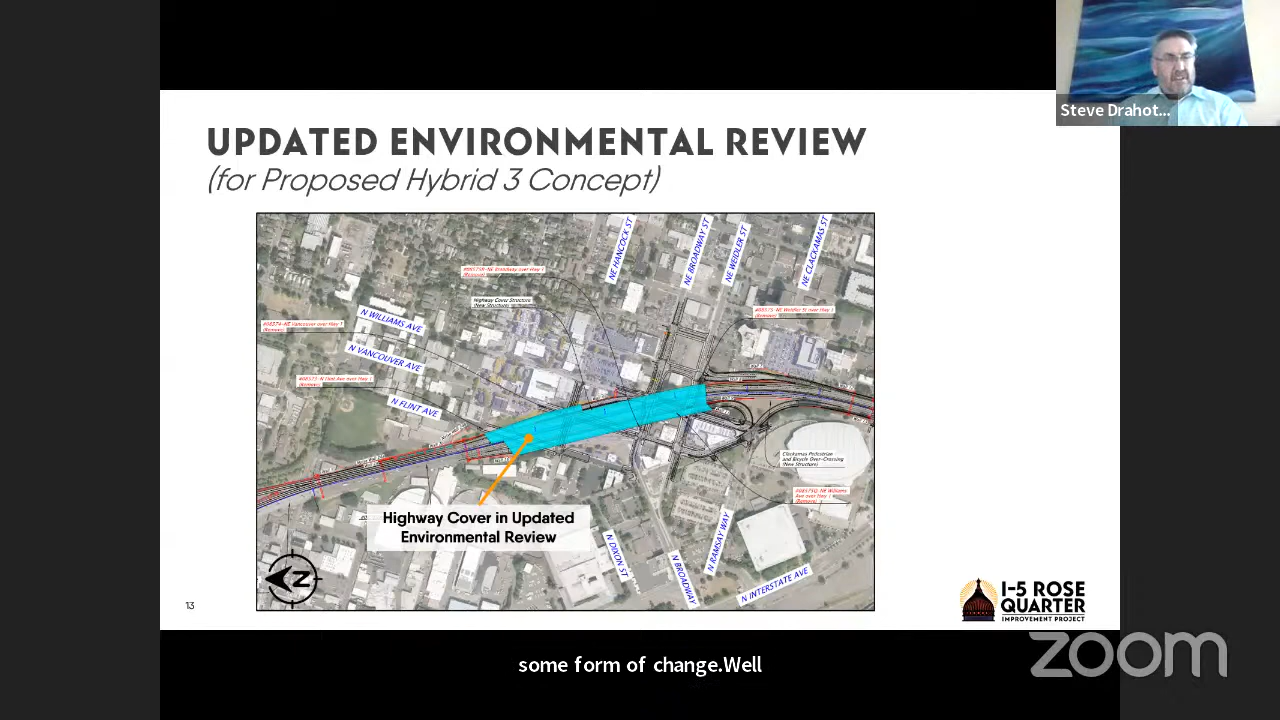 Steve Drahot...
UPDATED ENVIRONMENTAL REVIEW
(for Proposed Hybrid 3 Concept)
NE HANCOCK ST
NE BROADWAY ST
NE WEIDLER ST
NE CLACKAMAS ST
Highway Cover Structure
(New Structure)
(Remove)
N WILLIAMS AVE
N VANCOUVER AVE
N FLINT AVE
Clackamas Pedestrian
and Bicycle Over-Crossing
(New Structure)
Highway Cover in Updated
Environmental Review
N DIXON ST
N BROADWAY
N RAMSAY WAY
N INTERSTATE AVE
Z
13
I-5 ROSE
QUARTER
IMPROVEMENT PROJECT
zoom
some form of change.Well